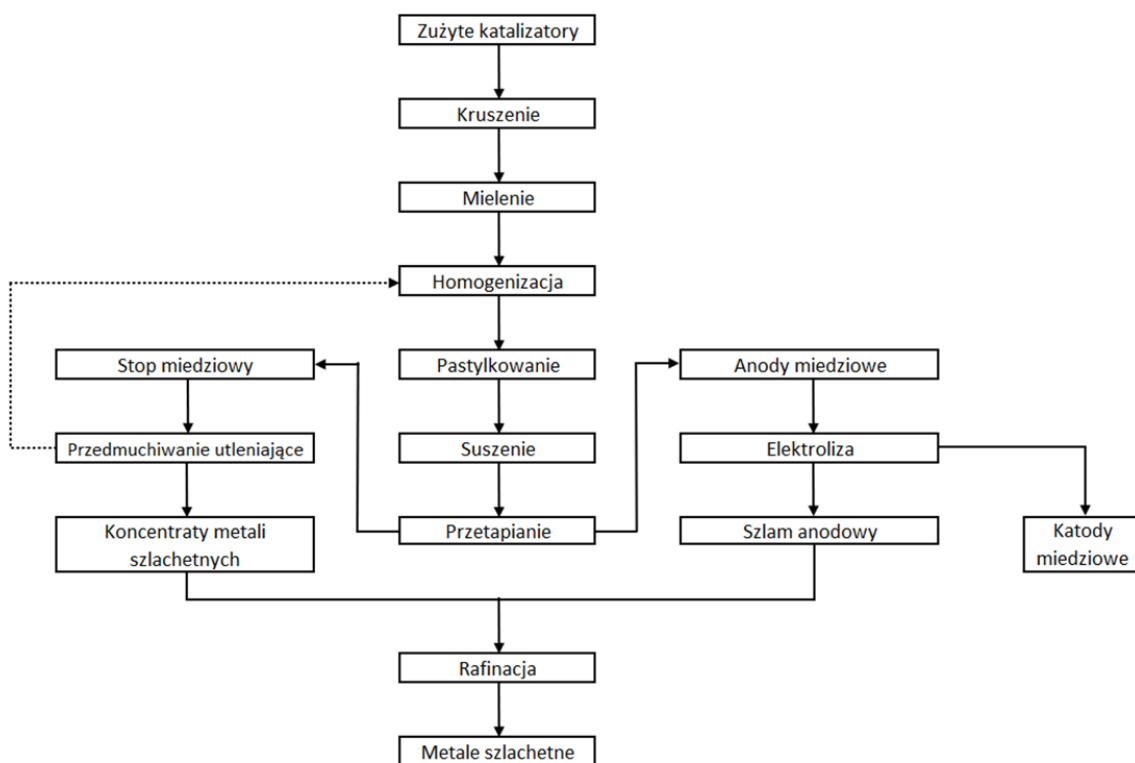 Zużyte katalizatory
Kruszenie
Mielenie
Homogenizacja
Stop miedziowy
Pastylkowanie
Anody miedziowe
Przedmuchiwanie utleniające
Suszenie
Elektroliza
Koncentraty metali
szlachetnych
Przetapianie
Szlam anodowy
Katody
miedziowe
Rafinacja
Metale szlachetne